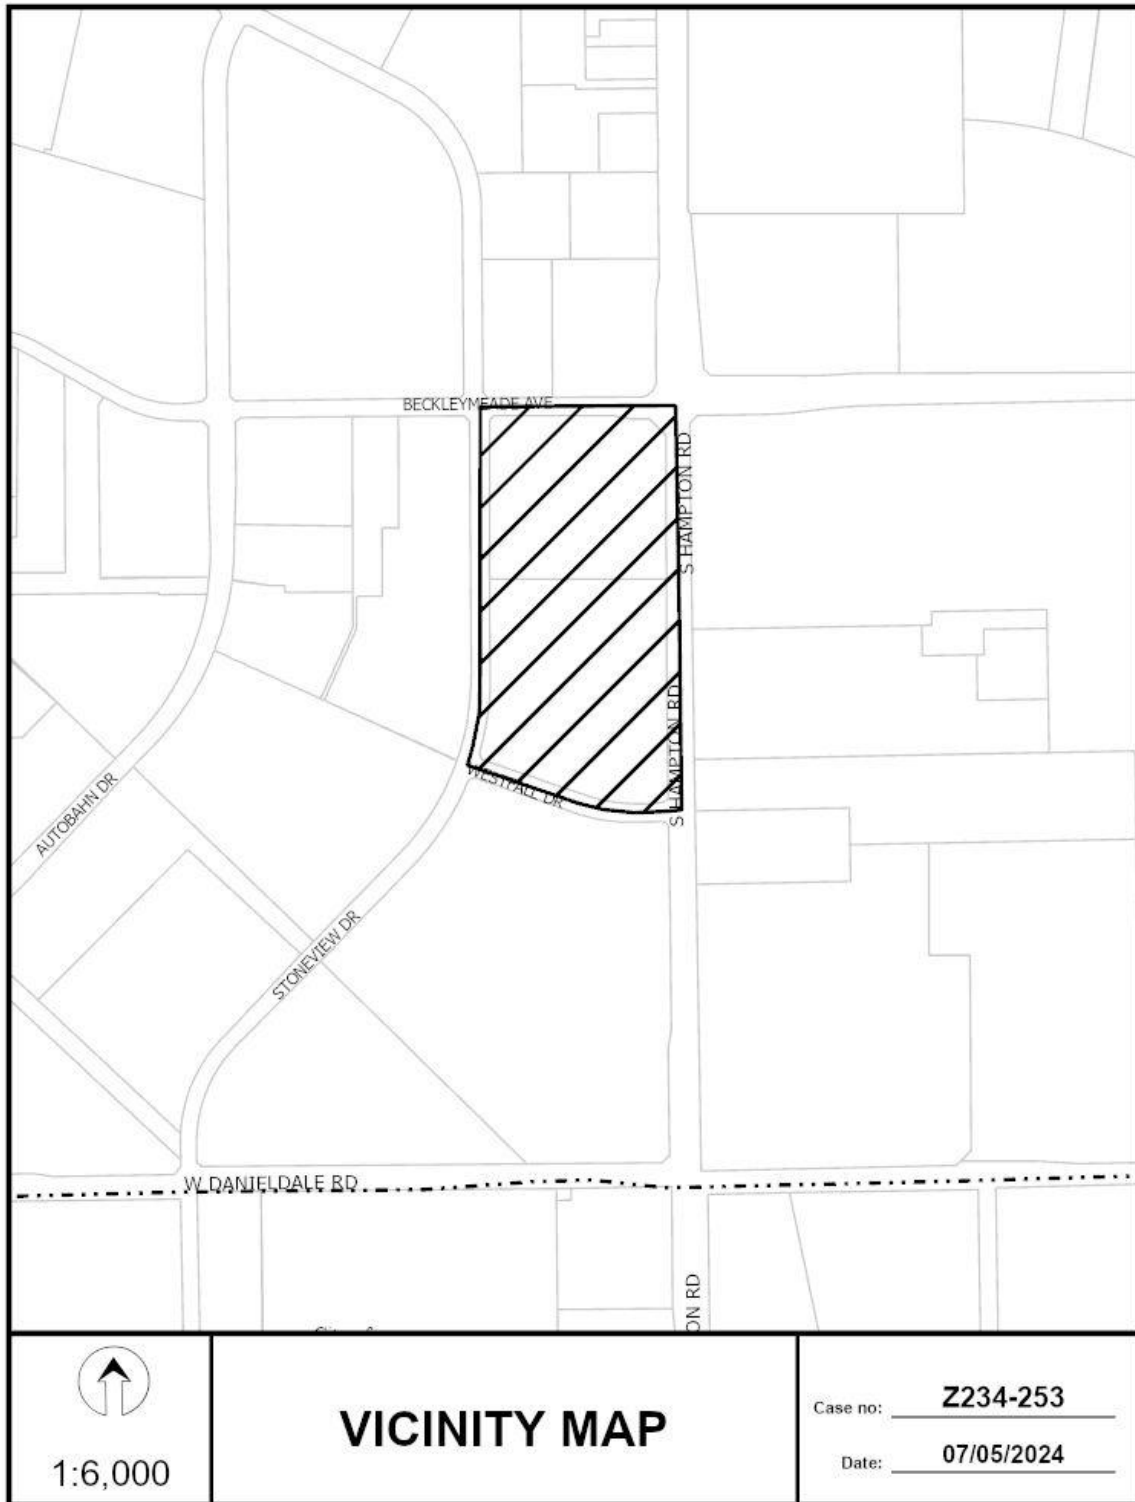 BECKLEYMEADE AVE
S HAMPTON RD
S HAMPTON RD
WESTFALL DR
AUTOBAHN DR
STONEVIEW DR
W DANIELDALE RD
ON RD
1:6,000
VICINITY MAP
Case no: Z234-253
Date: 07/05/2024